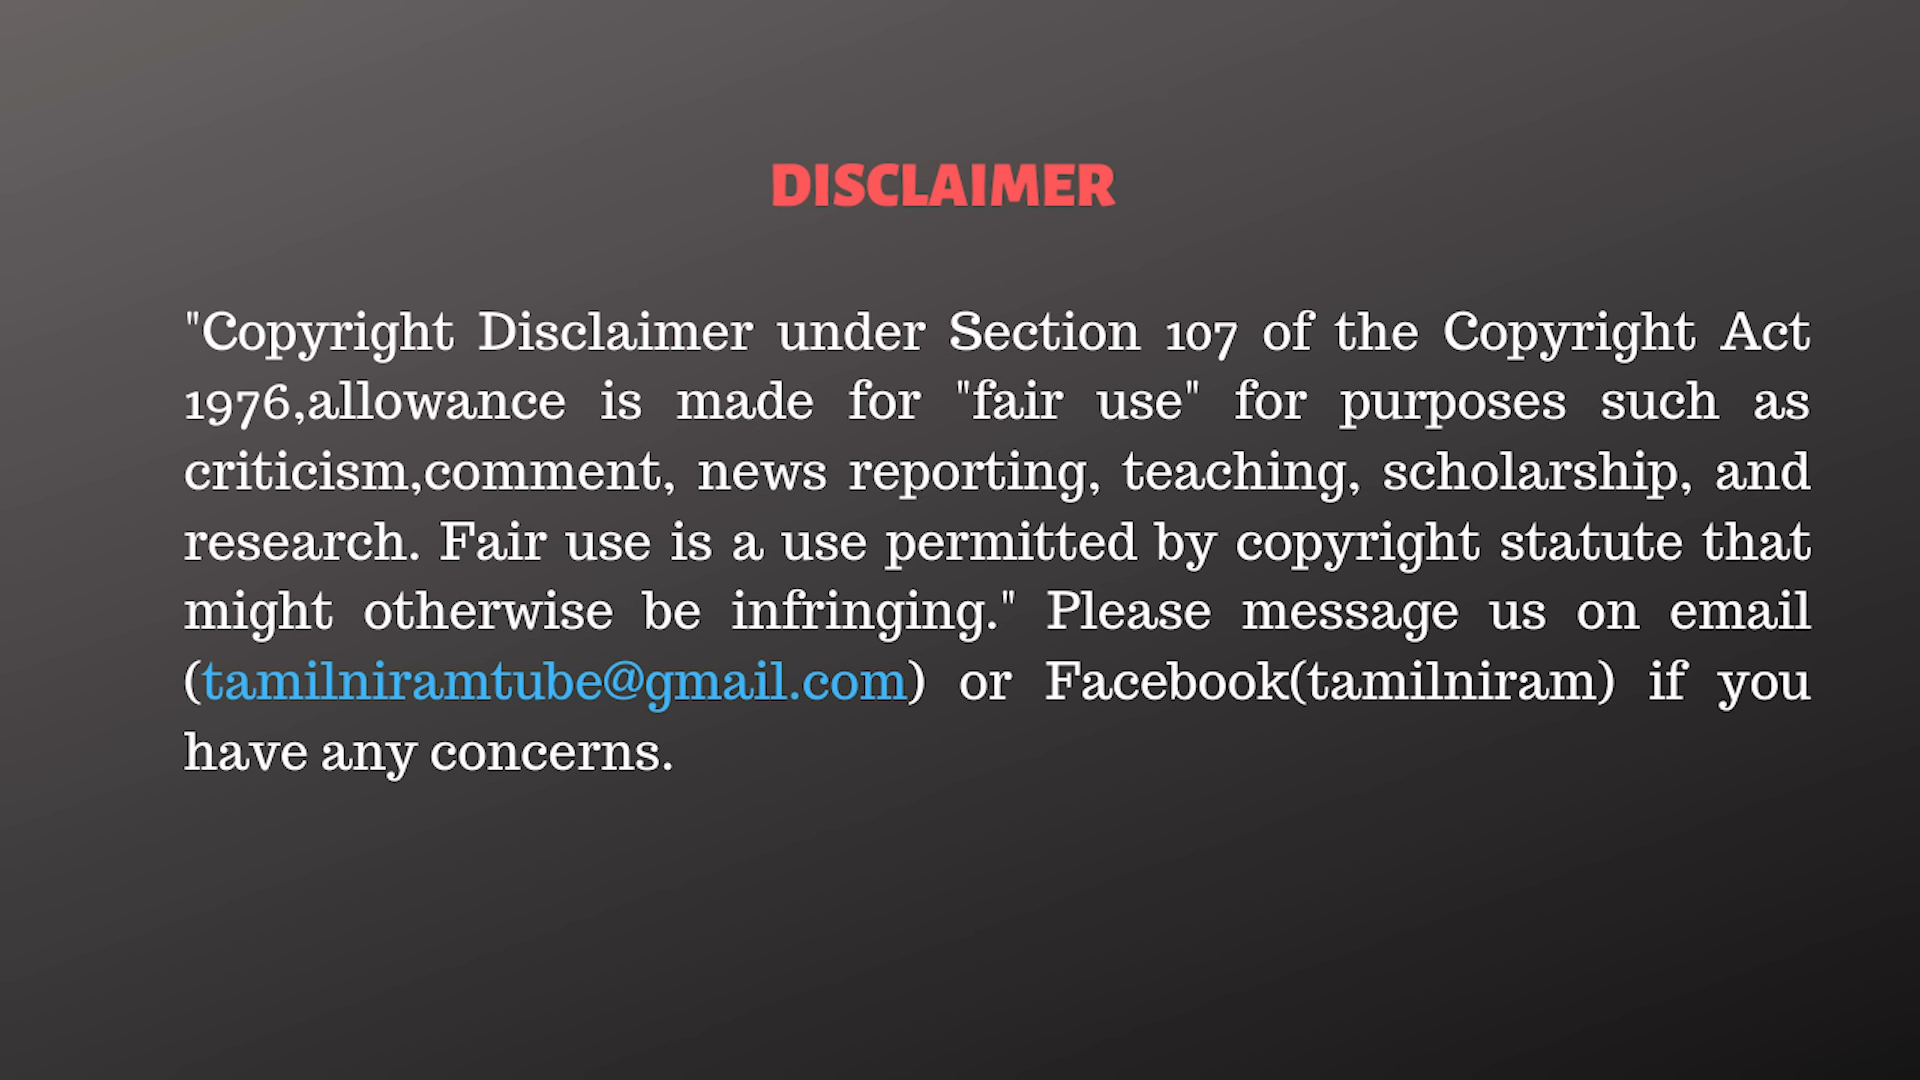 DISCLAIMER
"Copyright Disclaimer under Section 107 of the Copyright Act
1976,allowance is made for "fair use" for purposes such as
criticism,comment, news reporting, teaching, scholarship, and
research. Fair use is a use permitted by copyright statute that
might otherwise be infringing." Please message us on email
(tamilniramtube@gmail.com) or Facebook(tamilniram) if you
have any concerns.